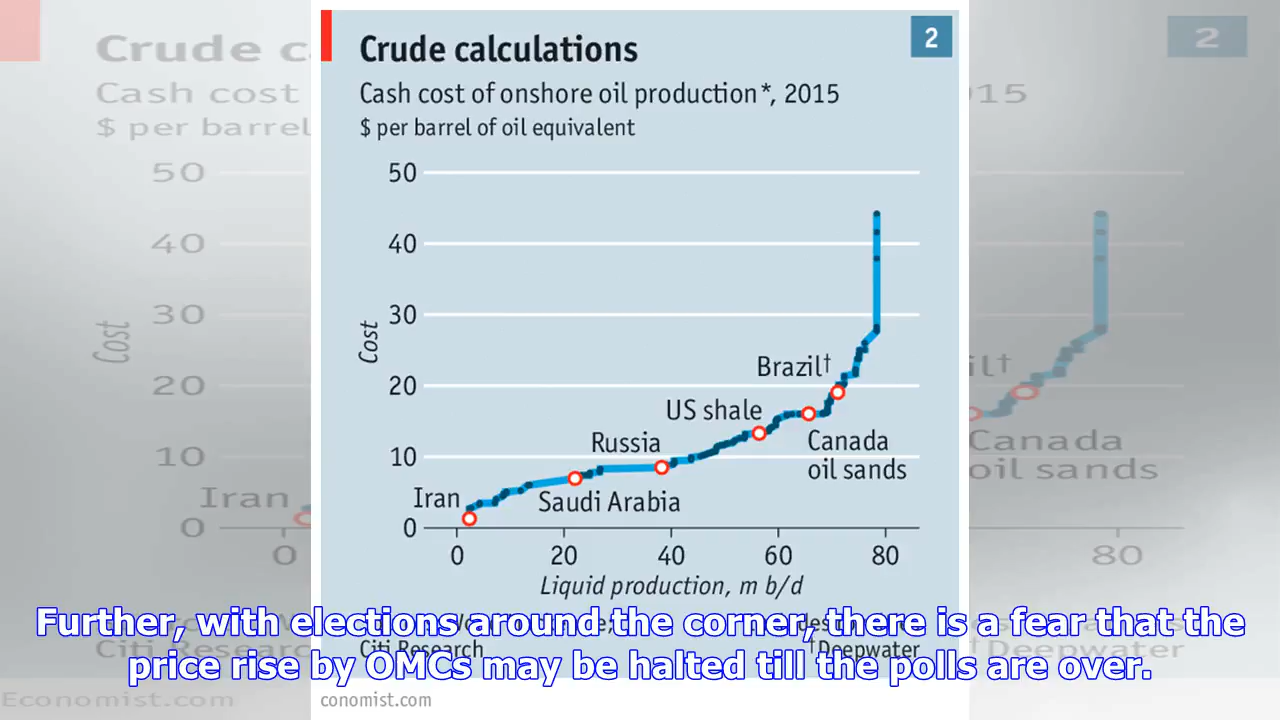 Crude calculations
2
Cash cost of onshore oil production*, 2015
$ per barrel of oil equivalent
50
40
30
20
10
0
Cost
Iran
Saudi Arabia
Russia
US shale
Canada
oil sands
Brazil†
0 20 40 60 80
Liquid production, m b/d
Citi Research
†Deepwater
Further, with elections around the corner, there is a fear that the
price rise by OMCs may be halted till the polls are over.
Economist.com
conomist.com